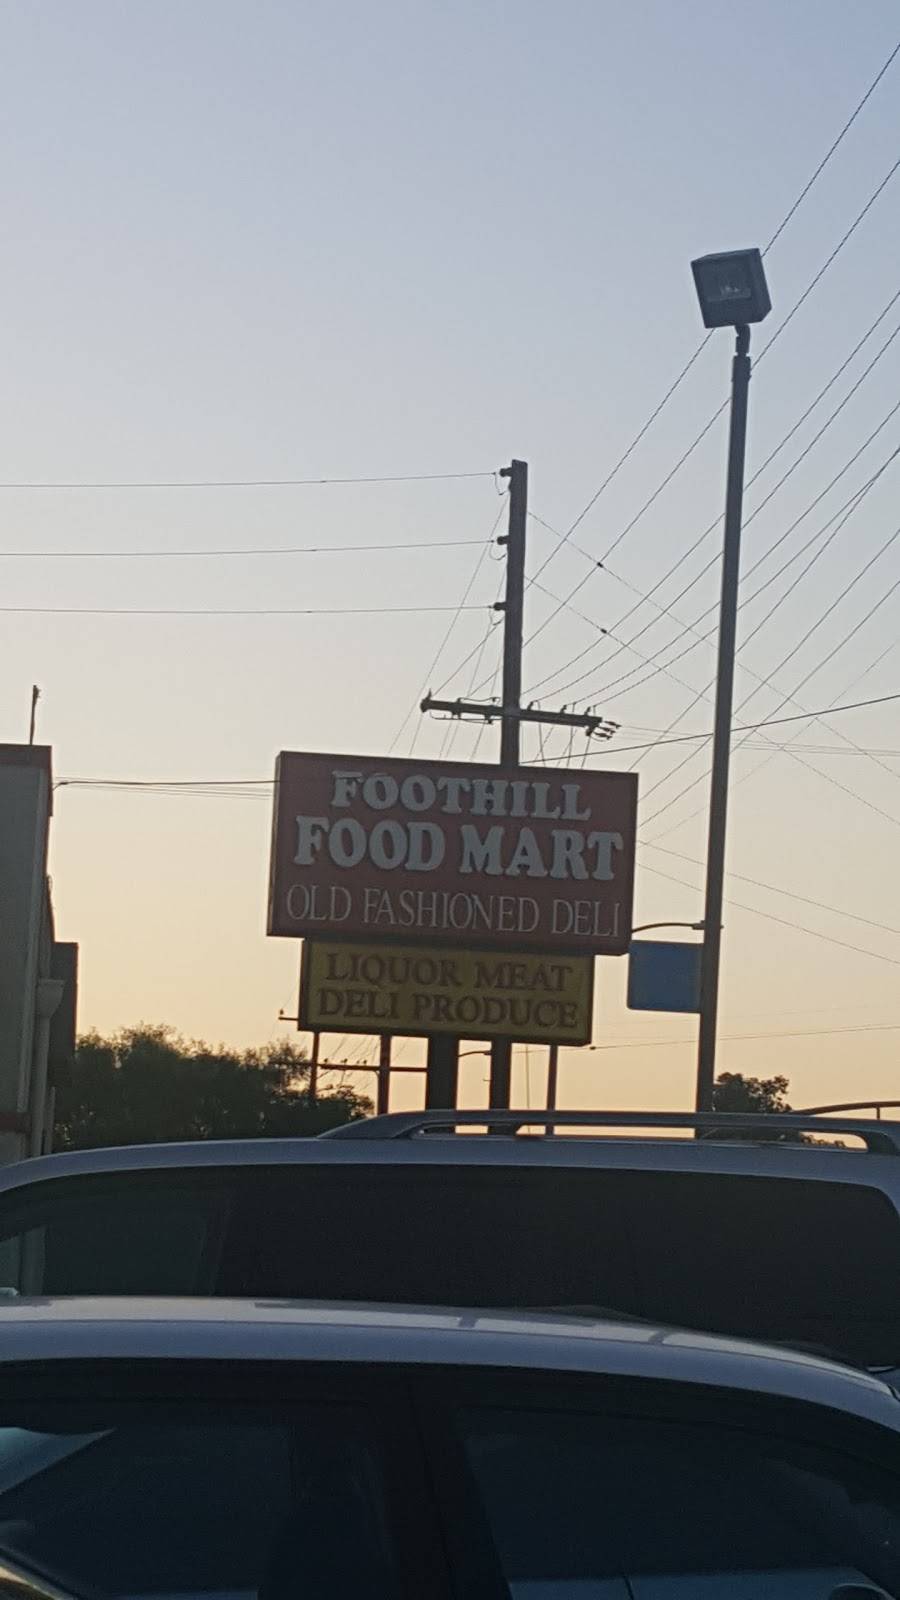 FOOTHILL
FOOD MART
OLD FASHIONED DELI
LIQUOR MEAT
DELI PRODUCE